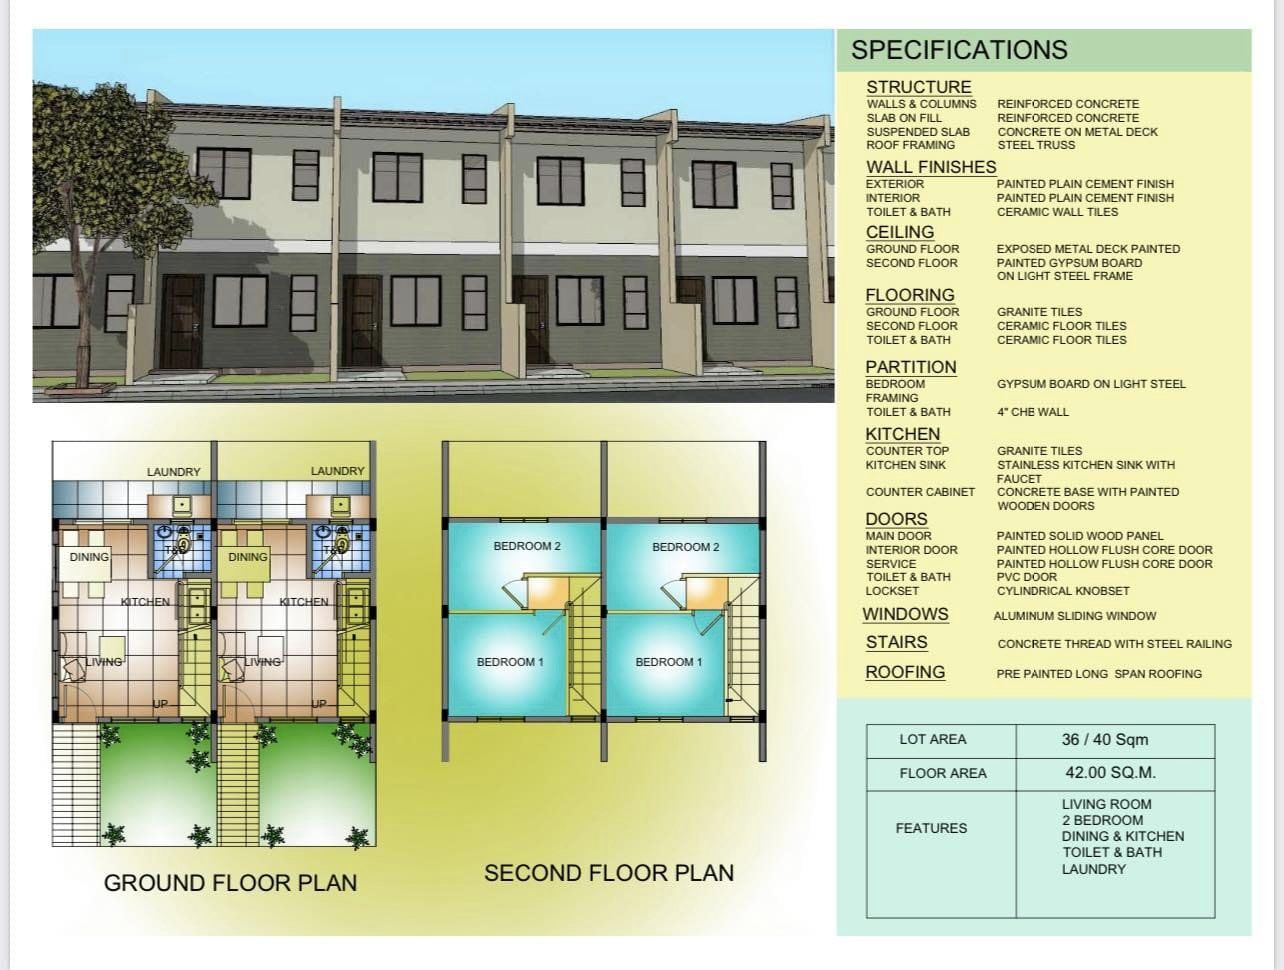 SPECIFICATIONS
STRUCTURE
WALLS & COLUMNS REINFORCED CONCRETE
SLAB ON FILL REINFORCED CONCRETE
SUSPENDED SLAB CONCRETE ON METAL DECK
ROOF FRAMING STEEL TRUSS
WALL FINISHES
EXTERIOR PAINTED PLAIN CEMENT FINISH
INTERIOR PAINTED PLAIN CEMENT FINISH
TOILET & BATH CERAMIC WALL TILES
CEILING
GROUND FLOOR EXPOSED METAL DECK PAINTED
SECOND FLOOR PAINTED GYPSUM BOARD
ON LIGHT STEEL FRAME
FLOORING
GROUND FLOOR GRANITE TILES
SECOND FLOOR CERAMIC FLOOR TILES
TOILET & BATH CERAMIC FLOOR TILES
PARTITION
BEDROOM GYPSUM BOARD ON LIGHT STEEL
FRAMING
TOILET & BATH 4" CHB WALL
KITCHEN
COUNTER TOP GRANITE TILES
KITCHEN SINK STAINLESS KITCHEN SINK WITH
FAUCET
COUNTER CABINET CONCRETE BASE WITH PAINTED
WOODEN DOORS
DOORS
MAIN DOOR PAINTED SOLID WOOD PANEL
INTERIOR DOOR PAINTED HOLLOW FLUSH CORE DOOR
SERVICE PAINTED HOLLOW FLUSH CORE DOOR
TOILET & BATH PVC DOOR
LOCKSET CYLINDRICAL KNOBSET
WINDOWS ALUMINUM SLIDING WINDOW
STAIRS CONCRETE THREAD WITH STEEL RAILING
ROOFING PRE PAINTED LONG SPAN ROOFING
LOT AREA 36 / 40 Sqm
FLOOR AREA 42.00 SQ.M.
FEATURES
LIVING ROOM
2 BEDROOM
DINING & KITCHEN
TOILET & BATH
LAUNDRY
LAUNDRY LAUNDRY
DINING T&B DINING T&B
KITCHEN KITCHEN
LIVING LIVING
UP UP
GROUND FLOOR PLAN
BEDROOM 2 BEDROOM 2
BEDROOM 1 BEDROOM 1
SECOND FLOOR PLAN